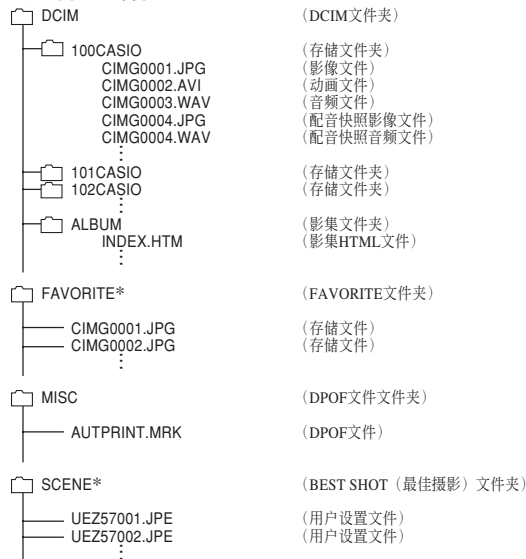 DCIM （DCIM文件夹）
100CASIO （存储文件夹）
CIMG0001.JPG （影像文件）
CIMG0002.AVI （动画文件）
CIMG0003.WAV （音频文件）
CIMG0004.JPG （配音快照影像文件）
CIMG0004.WAV （配音快照音频文件）
101CASIO （存储文件夹）
102CASIO （存储文件夹）
ALBUM （影集文件夹）
INDEX.HTM （影集HTML文件）
FAVORITE* （FAVORITE文件夹）
CIMG0001.JPG （存储文件）
CIMG0002.JPG （存储文件）
MISC （DPOF文件文件夹）
AUTPRINT.MRK （DPOF文件）
SCENE* （BEST SHOT（最佳摄影）文件夹）
UEZ57001.JPE （用户设置文件）
UEZ57002.JPE （用户设置文件）